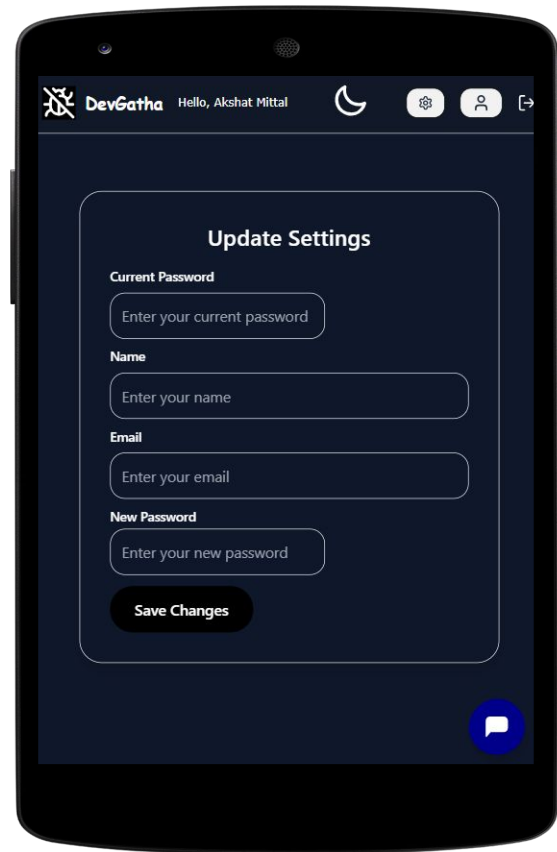 DevGatha Hello, Akshat Mittal
Update Settings
Current Password
Enter your current password
Name
Enter your name
Email
Enter your email
New Password
Enter your new password
Save Changes